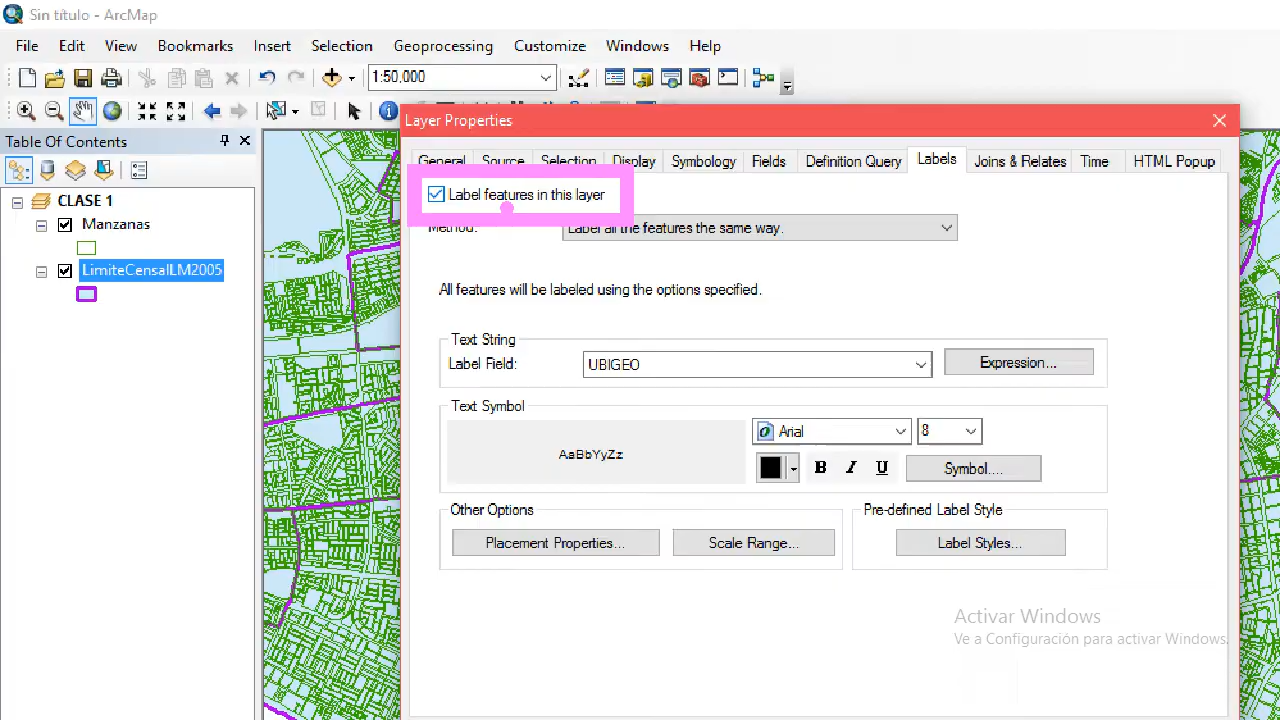 Sin título - ArcMap
File Edit View Bookmarks Insert Selection Geoprocessing Customize Windows Help
1:50,000
Table Of Contents
Layer Properties
General Source Selection Display Symbology Fields Definition Query Labels Joins & Relates Time HTML Popup
CLASE 1
Manzanas
LimiteCensalLM2005
Label features in this layer
Method: Label all the features the same way.
All features will be labeled using the options specified.
Text String
Label Field: UBIGEO Expression...
Text Symbol
AaBbYyZz
Arial 8
B I U Symbol...
Other Options
Placement Properties... Scale Range...
Pre-defined Label Style
Label Styles...
Activar Windows
Ve a Configuración para activar Windows.